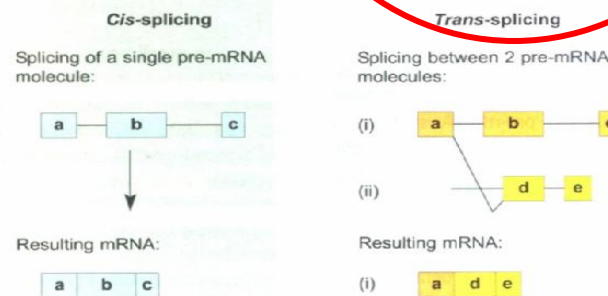 Cis-splicing
Splicing of a single pre-mRNA
molecule:
a b c
Resulting mRNA:
a b c
Trans-splicing
Splicing between 2 pre-mRNA
molecules:
(i) a b
(ii) d e
Resulting mRNA:
(i) a d e